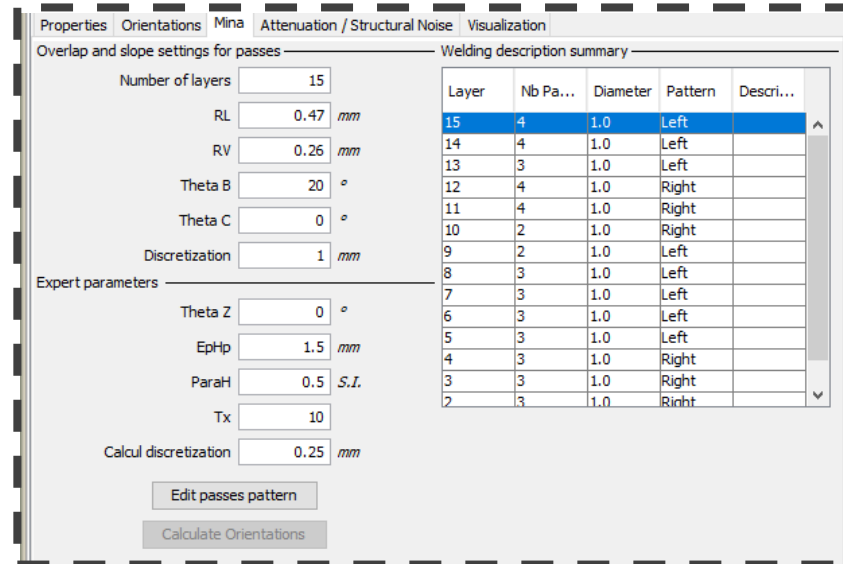 Properties Orientations Mina Attenuation / Structural Noise Visualization
Overlap and slope settings for passes
Number of layers 15
RL 0.47 mm
RV 0.26 mm
Theta B 20 °
Theta C 0 °
Discretization 1 mm
Expert parameters
Theta Z 0 °
EpHp 1.5 mm
ParaH 0.5 S.I.
Tx 10
Calcul discretization 0.25 mm
Edit passes pattern
Calculate Orientations
Welding description summary
Layer Nb Pa... Diameter Pattern Descri...
15 4 1.0 Left
14 4 1.0 Left
13 3 1.0 Left
12 4 1.0 Right
11 4 1.0 Right
10 2 1.0 Right
9 2 1.0 Left
8 3 1.0 Left
7 3 1.0 Left
6 3 1.0 Left
5 3 1.0 Left
4 3 1.0 Right
3 3 1.0 Right
2 3 1.0 Right